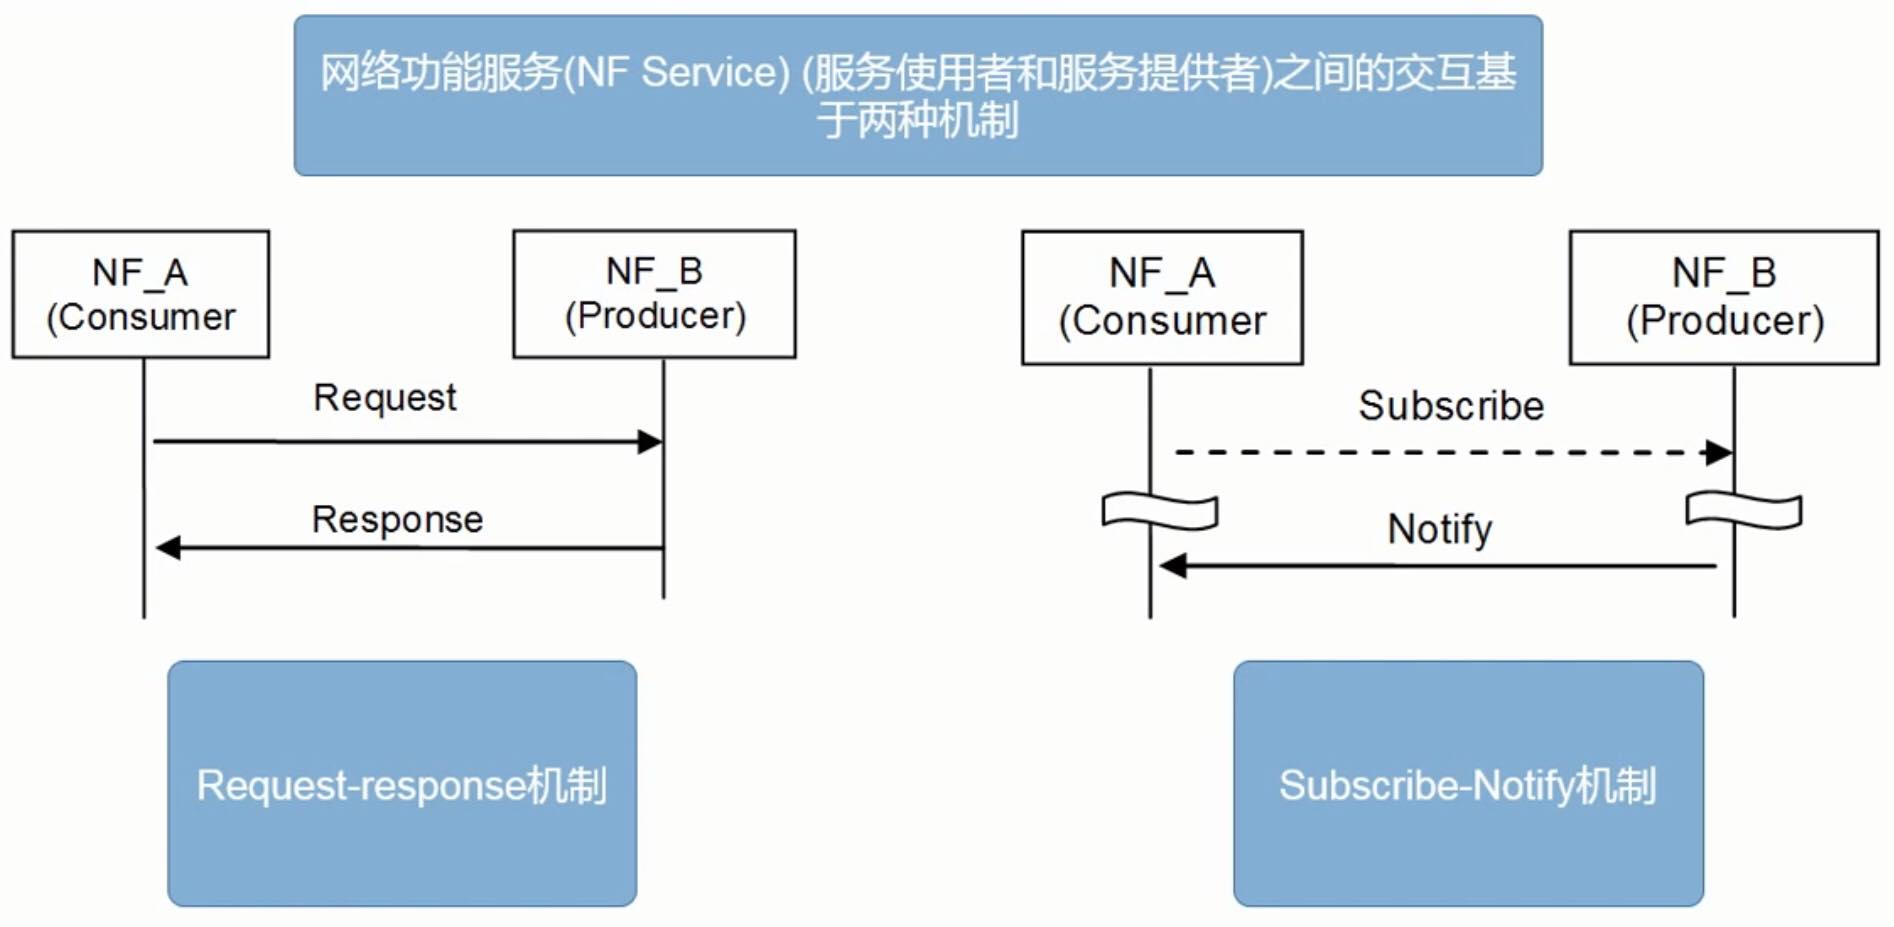 网络功能服务(NF Service) (服务使用者和服务提供者)之间的交互基
于两种机制
NF_A
(Consumer
NF_B
(Producer)
Request
Response
NF_A
(Consumer
NF_B
(Producer)
Subscribe
Notify
Request-response机制
Subscribe-Notify机制